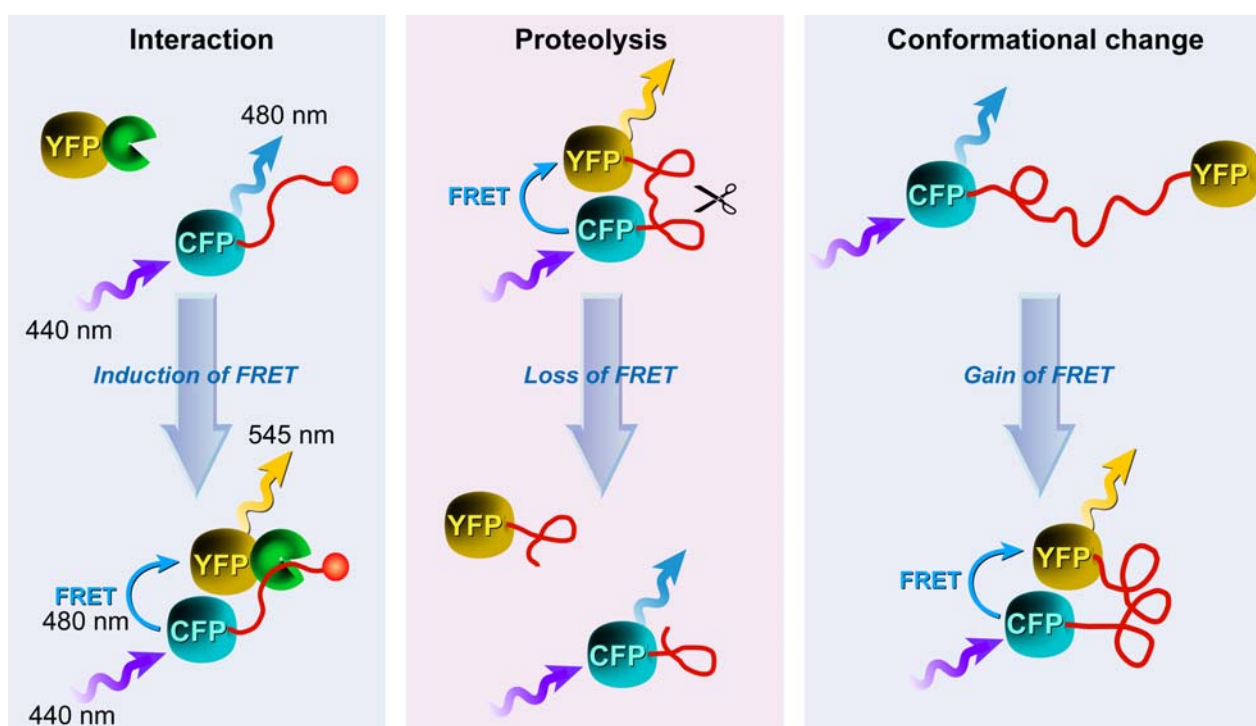 Interaction
YFP
480 nm
CFP
440 nm
Induction of FRET
545 nm
YFP
FRET
480 nm
CFP
440 nm
Proteolysis
YFP
FRET
CFP
Loss of FRET
YFP
CFP
Conformational change
CFP
YFP
Gain of FRET
YFP
FRET
CFP